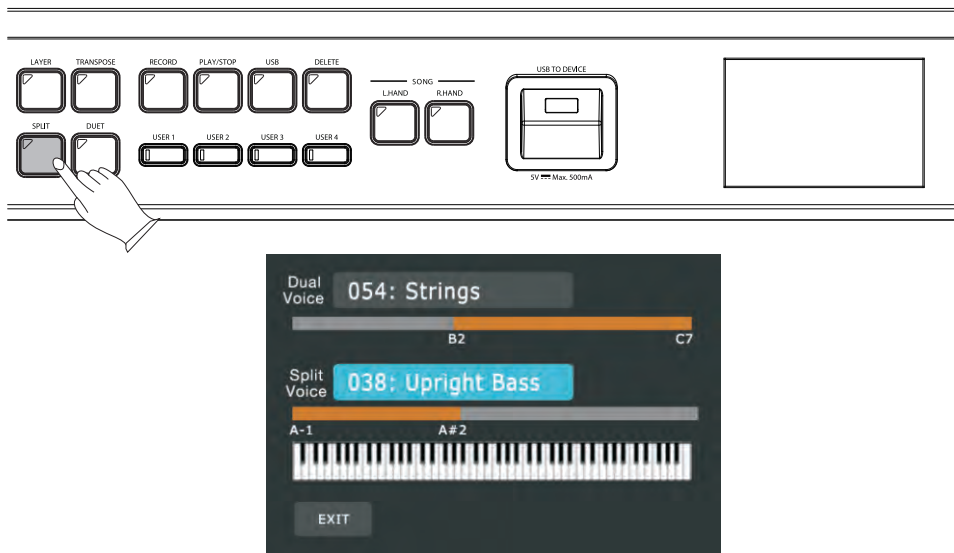 LAYER TRANSPOSE RECORD PLAY/STOP USB DELETE
SONG
L.HAND R.HAND
USB TO DEVICE
SPLIT DUET
USER 1 USER 2 USER 3 USER 4
5V Max. 500mA
Dual
Voice
054: Strings
B2 C7
Split
Voice
038: Upright Bass
A-1 A#2
EXIT